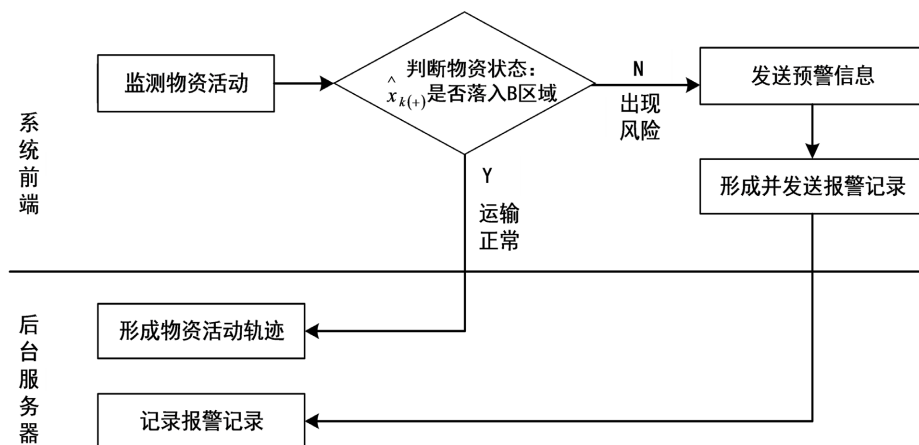 监测物资活动
判断物资状态：
x̂k(+)是否落入B区域
N
出现
风险
发送预警信息
形成并发送报警记录
Y
运输
正常
系统前端
形成物资活动轨迹
记录报警记录
后台服务器